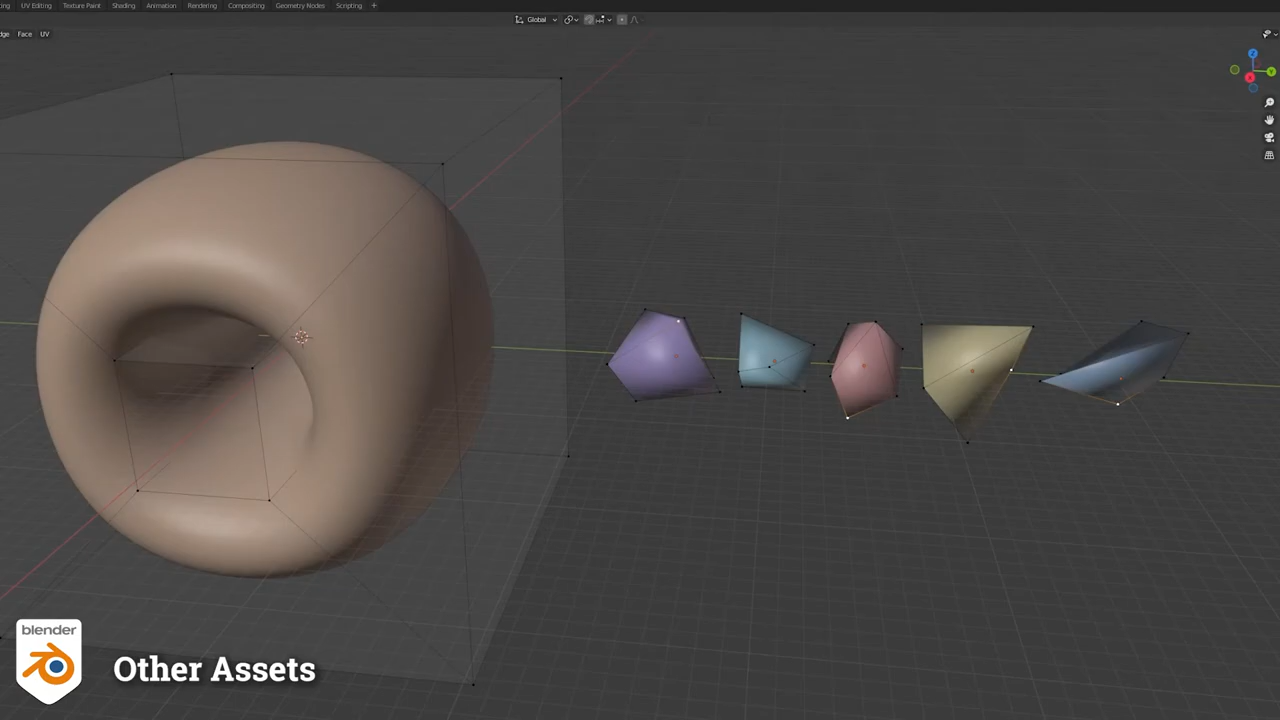 UV Editing Texture Paint Shading Animation Rendering Compositing Geometry Nodes Scripting +
Global
Face UV
Z
Y
X
blender
Other Assets